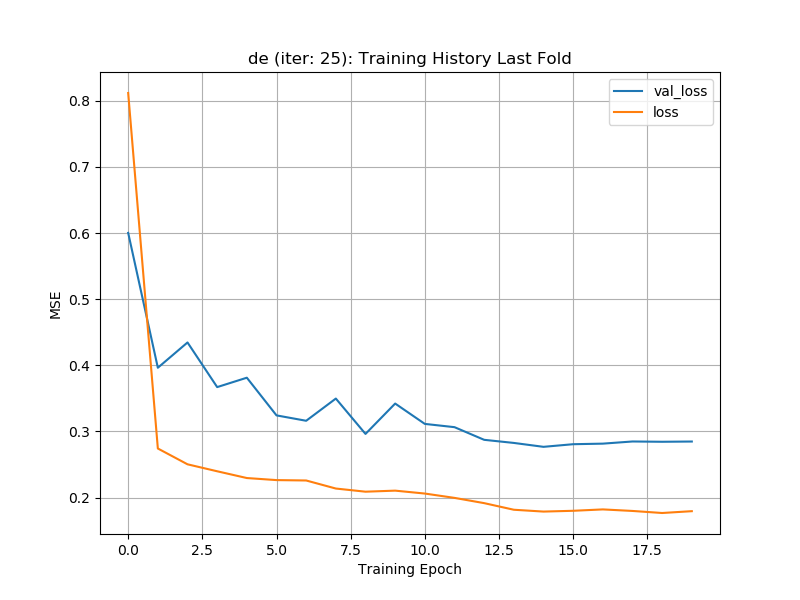 de (iter: 25): Training History Last Fold
val_loss
loss
MSE
0.8
0.7
0.6
0.5
0.4
0.3
0.2
0.0 2.5 5.0 7.5 10.0 12.5 15.0 17.5
Training Epoch